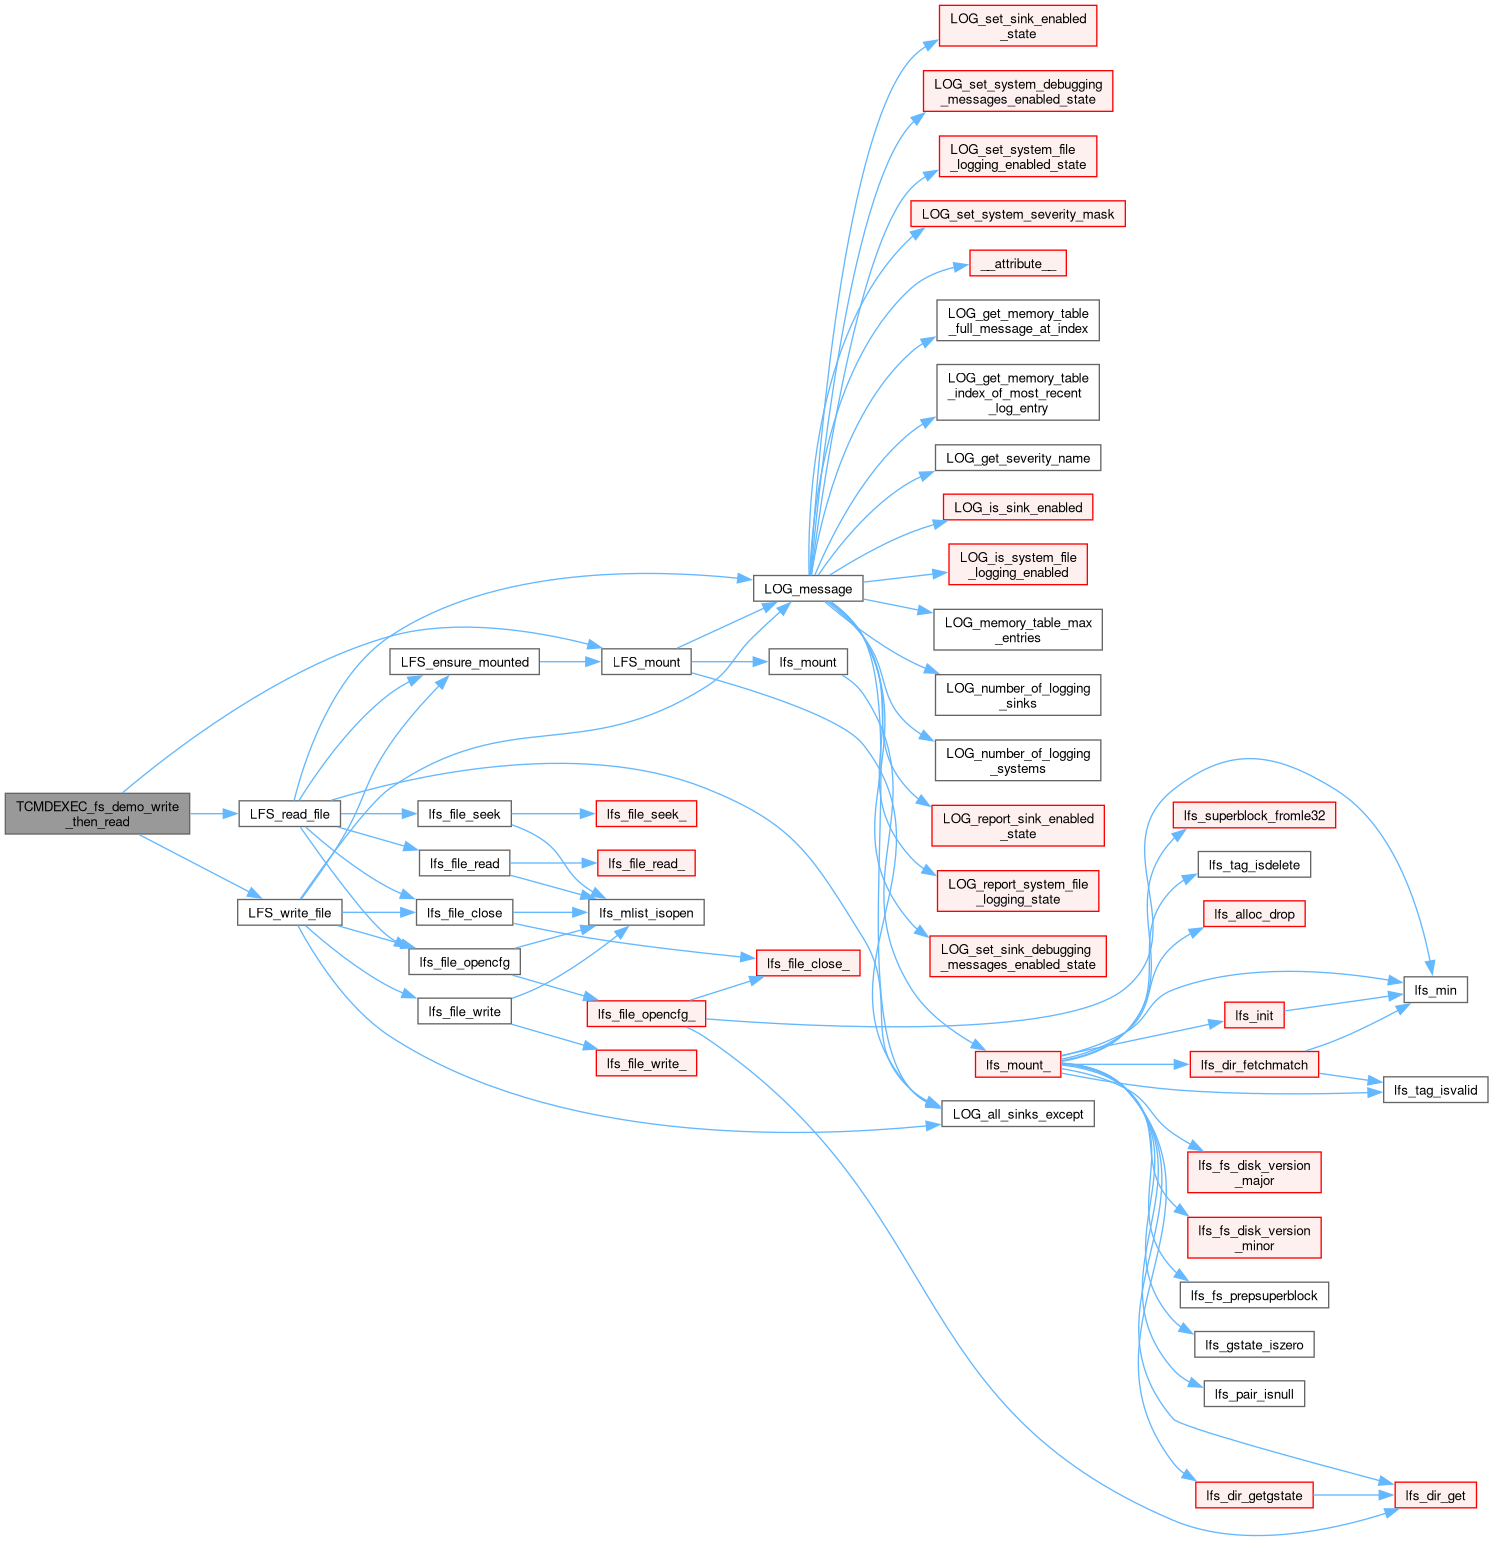 LOG_set_sink_enabled
_state
LOG_set_system_debugging
_messages_enabled_state
LOG_set_system_file
_logging_enabled_state
LOG_set_system_severity_mask
__attribute__
LOG_get_memory_table
_full_message_at_index
LOG_get_memory_table
_index_of_most_recent
_log_entry
LOG_get_severity_name
LOG_is_sink_enabled
LOG_is_system_file
_logging_enabled
LOG_message
LOG_memory_table_max
_entries
LFS_ensure_mounted
LFS_mount
lfs_mount
LOG_number_of_logging
_sinks
LOG_number_of_logging
_systems
TCMDEXEC_fs_demo_write
_then_read
LFS_read_file
lfs_file_seek
lfs_file_seek_
LOG_report_sink_enabled
_state
lfs_superblock_fromle32
lfs_file_read
lfs_file_read_
lfs_tag_isdelete
LOG_report_system_file
_logging_state
LFS_write_file
lfs_file_close
lfs_mlist_isopen
lfs_alloc_drop
lfs_file_opencfg
lfs_file_close_
LOG_set_sink_debugging
_messages_enabled_state
lfs_min
lfs_file_write
lfs_file_opencfg_
lfs_init
lfs_file_write_
lfs_mount_
lfs_dir_fetchmatch
lfs_tag_isvalid
LOG_all_sinks_except
lfs_fs_disk_version
_major
lfs_fs_disk_version
_minor
lfs_fs_prepsuperblock
lfs_gstate_iszero
lfs_pair_isnull
lfs_dir_getgstate
lfs_dir_get